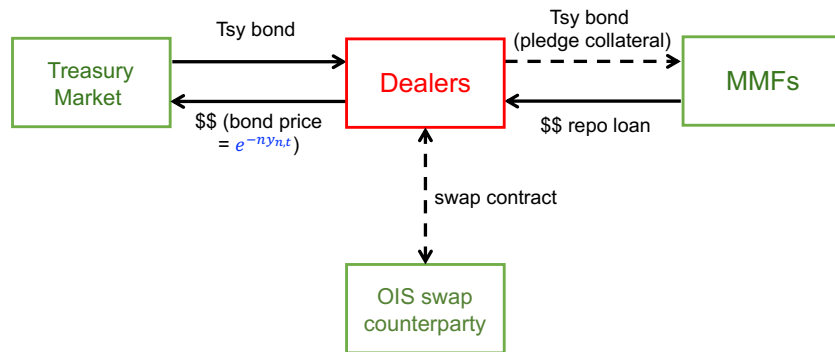 Tsy bond
Tsy bond
(pledge collateral)
Treasury
Market
Dealers
MMFs
$$ (bond price
= e^{-ny_{n,t}})
$$ repo loan
swap contract
OIS swap
counterparty